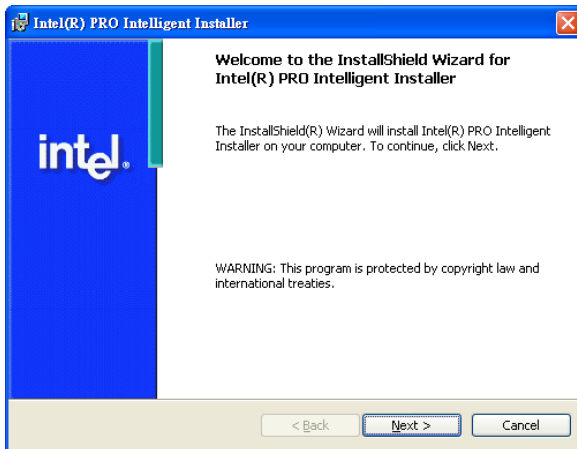 Intel(R) PRO Intelligent Installer
Welcome to the InstallShield Wizard for
Intel(R) PRO Intelligent Installer
intel®
The InstallShield(R) Wizard will install Intel(R) PRO Intelligent
Installer on your computer. To continue, click Next.
WARNING: This program is protected by copyright law and
international treaties.
< Back
Next >
Cancel